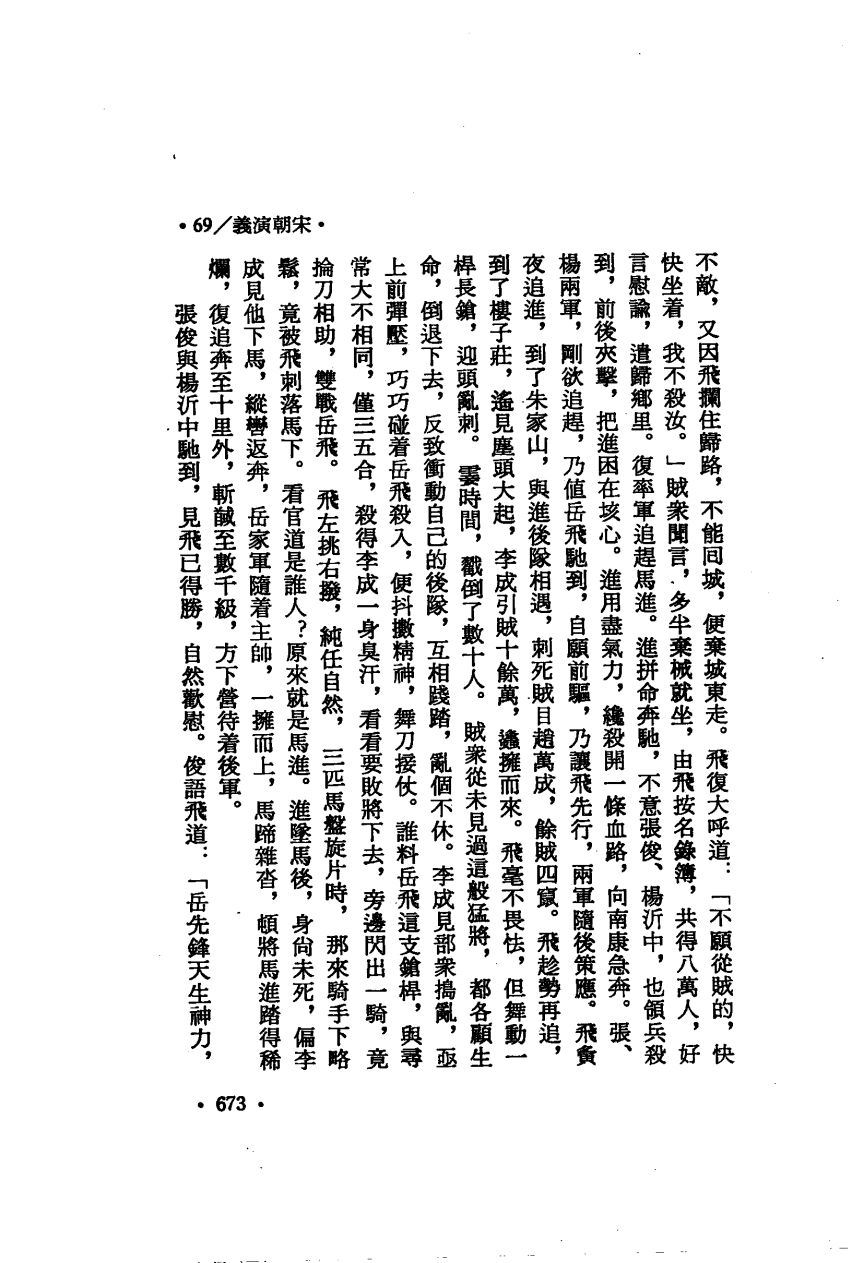 •69／義演朝宋•
不敵，又因飛攔住歸路，不能囘城，便棄城東走。飛復大呼道：「不願從賊的，快
快坐着，我不殺汝。」賊衆聞言，多半棄械就坐，由飛按名錄簿，共得八萬人，好
言慰諭，遣歸鄉里。復率軍追趕馬進。進拼命奔馳，不意張俊、楊沂中，也領兵殺
到，前後夾擊，把進困在垓心。進用盡氣力，纔殺開一條血路，向南康急奔。張、
楊兩軍，剛欲追趕，乃值岳飛馳到，自願前驅，乃讓飛先行，兩軍隨後策應。飛賷
夜追進，到了朱家山，與進後隊相遇，刺死賊目趙萬成，餘賊四竄。飛趁勢再追，
到了樓子莊，遙見塵頭大起，李成引賊十餘萬，蠭擁而來。飛毫不畏怯，但舞動一
桿長鎗，迎頭亂刺。霎時間，戳倒了數十人。賊衆從未見過這般猛將，都各顧生
命，倒退下去，反致衝動自己的後隊，互相踐踏，亂個不休。李成見部衆搗亂，亟
上前彈壓，巧巧碰着岳飛殺入，便抖擻精神，舞刀接仗。誰料岳飛這支鎗桿，與尋
常大不相同，僅三五合，殺得李成一身臭汗，看看要敗將下去，旁邊閃出一騎，竟
掄刀相助，雙戰岳飛。飛左挑右撥，純任自然，三匹馬盤旋片時，那來騎手下略
鬆，竟被飛刺落馬下。看官道是誰人？原來就是馬進。進墜馬後，身尙未死，偏李
成見他下馬，縱轡返奔，岳家軍隨着主帥，一擁而上，馬蹄雜沓，頓將馬進踏得稀
爛，復追奔至十里外，斬馘至數千級，方下營待着後軍。
張俊與楊沂中馳到，見飛已得勝，自然歡慰。俊語飛道：「岳先鋒天生神力，
•673•